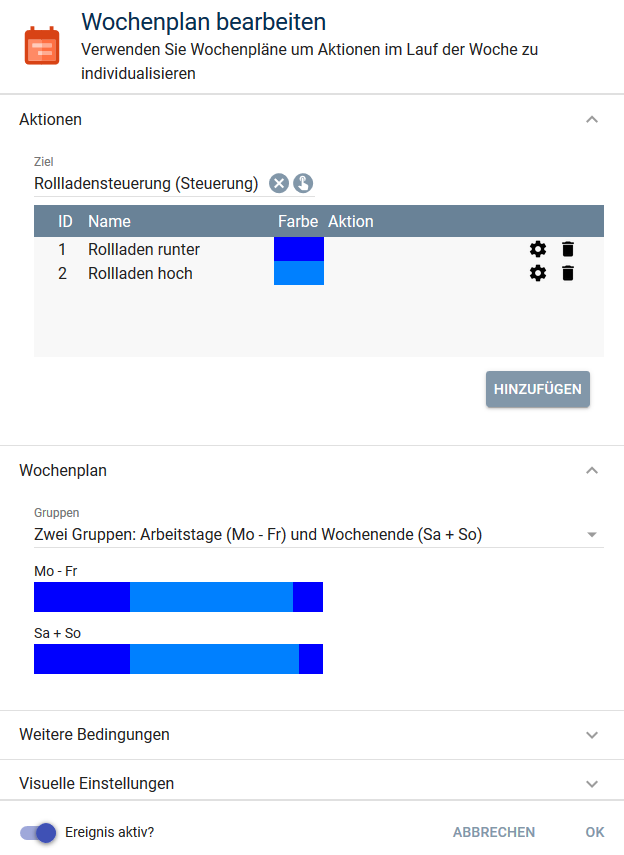 Wochenplan bearbeiten
Verwenden Sie Wochenpläne um Aktionen im Lauf der Woche zu
individualisieren
Aktionen
Ziel
Rollladensteuerung (Steuerung)
ID Name Farbe Aktion
1 Rollladen runter
2 Rollladen hoch
HINZUFÜGEN
Wochenplan
Gruppen
Zwei Gruppen: Arbeitstage (Mo - Fr) und Wochenende (Sa + So)
Mo - Fr
Sa + So
Weitere Bedingungen
Visuelle Einstellungen
Ereignis aktiv? ABBRECHEN OK